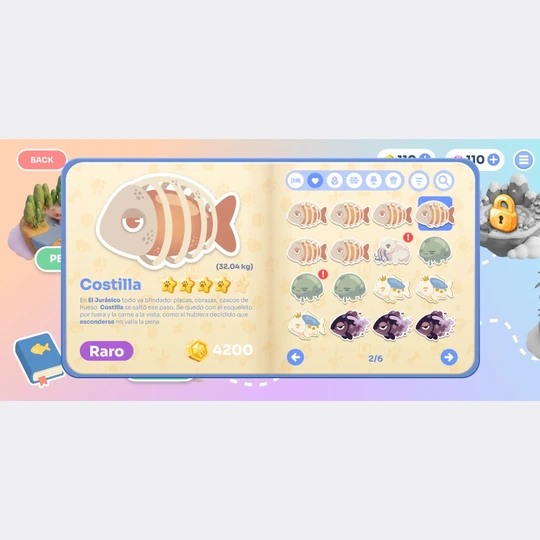 BACK
110
110
PE
(32.04 kg)
Costilla
En El Jurásico todo va blindado: placas, corazas, cascos de
hueso. Costilla se saltó ese paso. Se quedó con el esqueleto
por fuera y la carne a la vista, como si hubiera decidido que
esconderse no valía la pena
Raro
4200
2/6